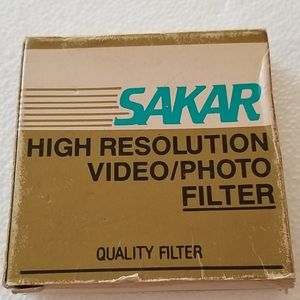 SAKAR
HIGH RESOLUTION
VIDEO/PHOTO
FILTER
QUALITY FILTER